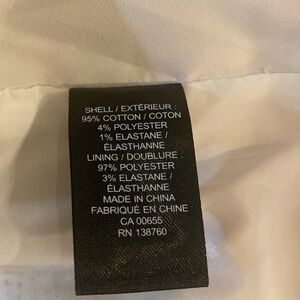 SHELL / EXTÉRIEUR :
95% COTTON / COTON
4% POLYESTER
1% ELASTANE /
ÉLASTHANNE
LINING / DOUBLURE :
97% POLYESTER
3% ELASTANE /
ÉLASTHANNE
MADE IN CHINA
FABRIQUÉ EN CHINE
CA 00655
RN 138760